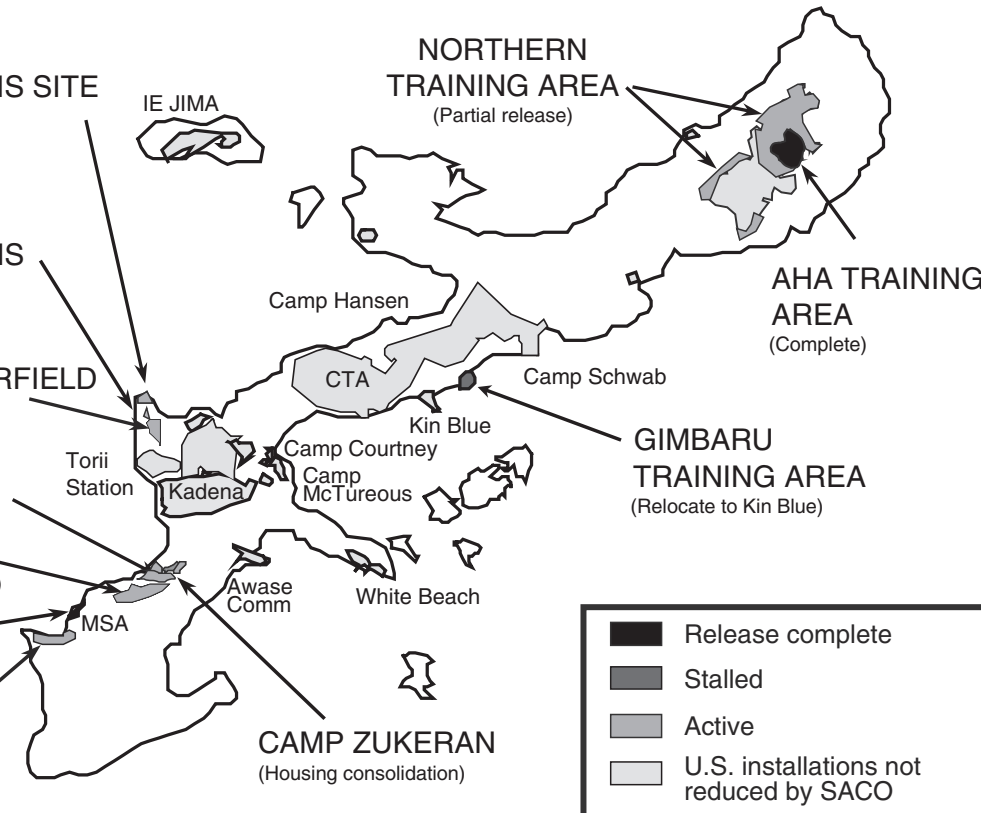 NORTHERN
TRAINING AREA
(Partial release)
IS SITE
IE JIMA
IS
AHA TRAINING
AREA
(Complete)
Camp Hansen
RFIELD
CTA
Camp Schwab
Kin Blue
GIMBARU
TRAINING AREA
(Relocate to Kin Blue)
Camp Courtney
Camp
McTureous
Torii
Station
Kadena
Awase
Comm
White Beach
MSA
CAMP ZUKERAN
(Housing consolidation)
Release complete
Stalled
Active
U.S. installations not
reduced by SACO